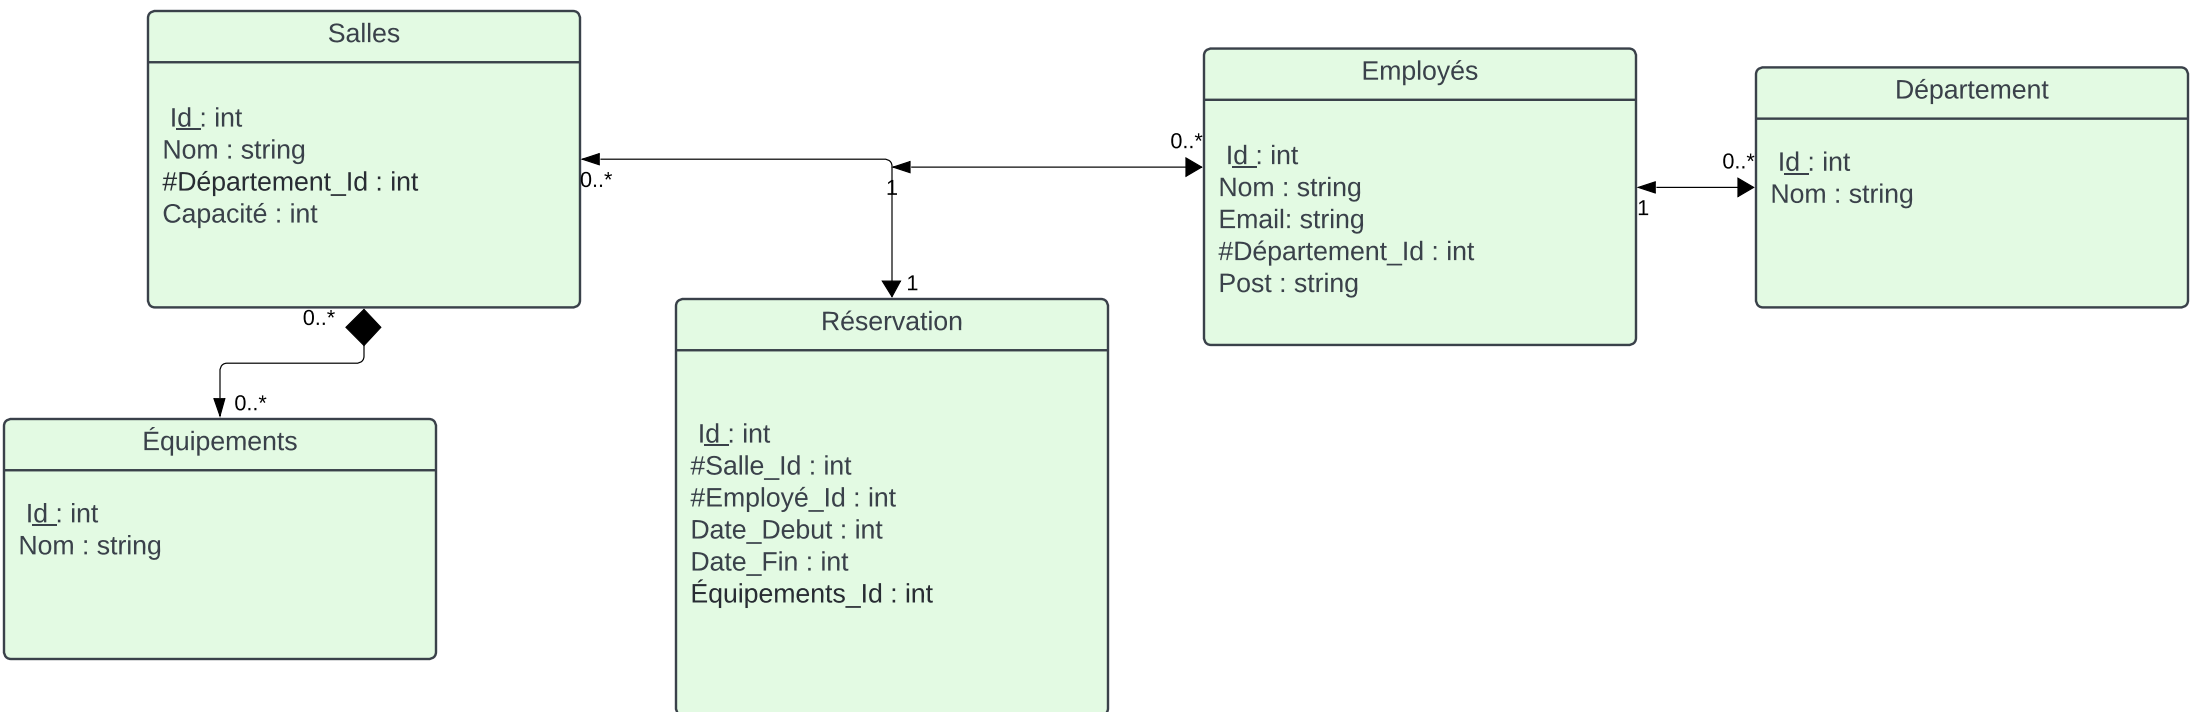 Salles
Id : int
Nom : string
#Département_Id : int
Capacité : int
0..*
0..*
0..*
Équipements
Id : int
Nom : string
1
1
Réservation
Id : int
#Salle_Id : int
#Employé_Id : int
Date_Debut : int
Date_Fin : int
Équipements_Id : int
0..*
Employés
Id : int
Nom : string
Email: string
#Département_Id : int
Post : string
1
0..*
Département
Id : int
Nom : string